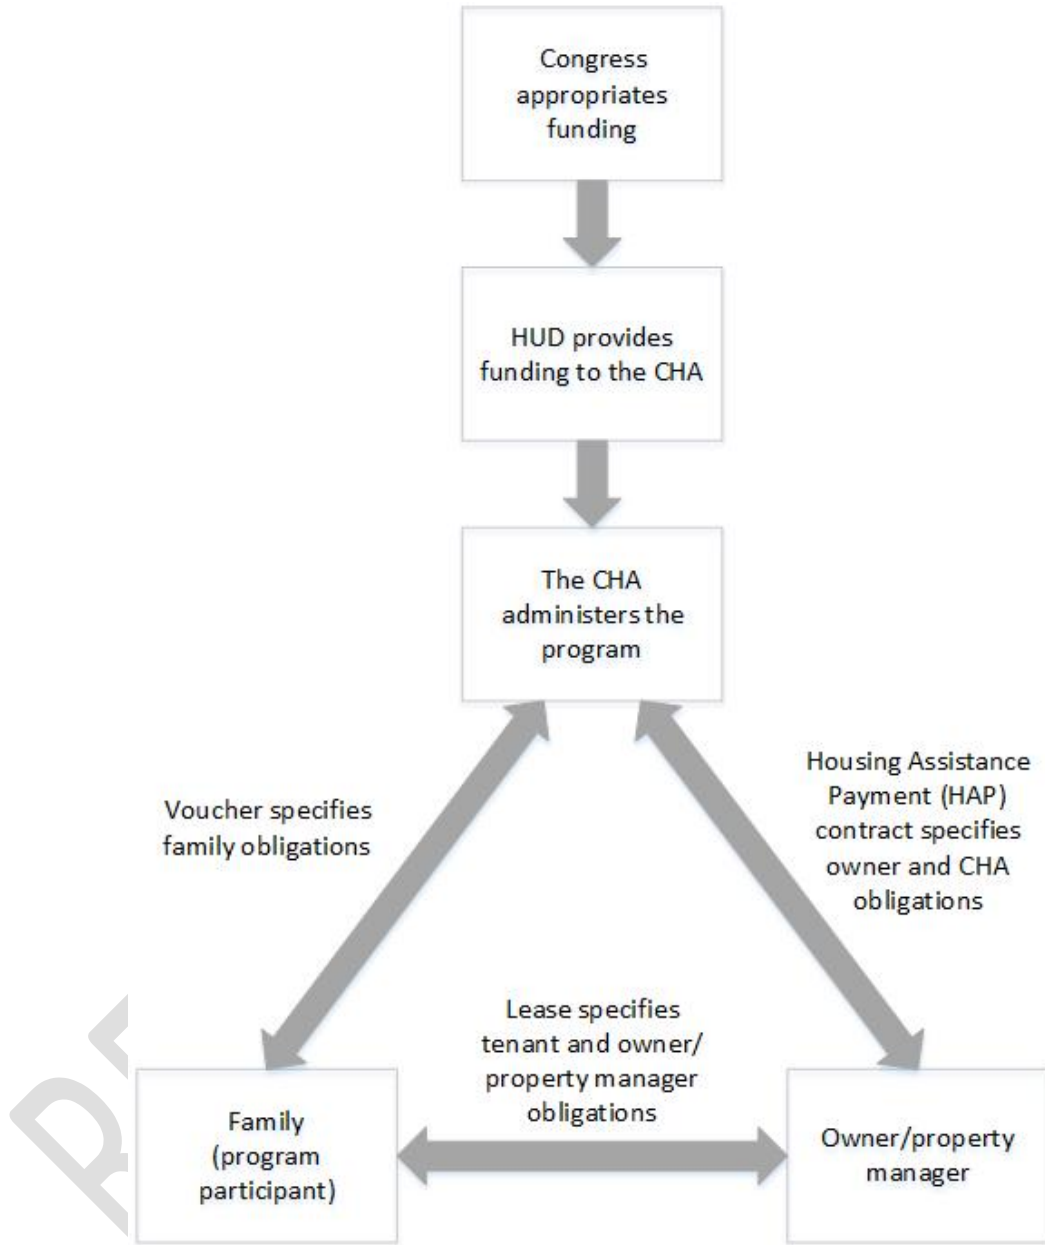 Congress
appropriates
funding
HUD provides
funding to the CHA
The CHA
administers the
program
Voucher specifies
family obligations
Housing Assistance
Payment (HAP)
contract specifies
owner and CHA
obligations
Lease specifies
tenant and owner/
property manager
obligations
Family
(program
participant)
Owner/property
manager